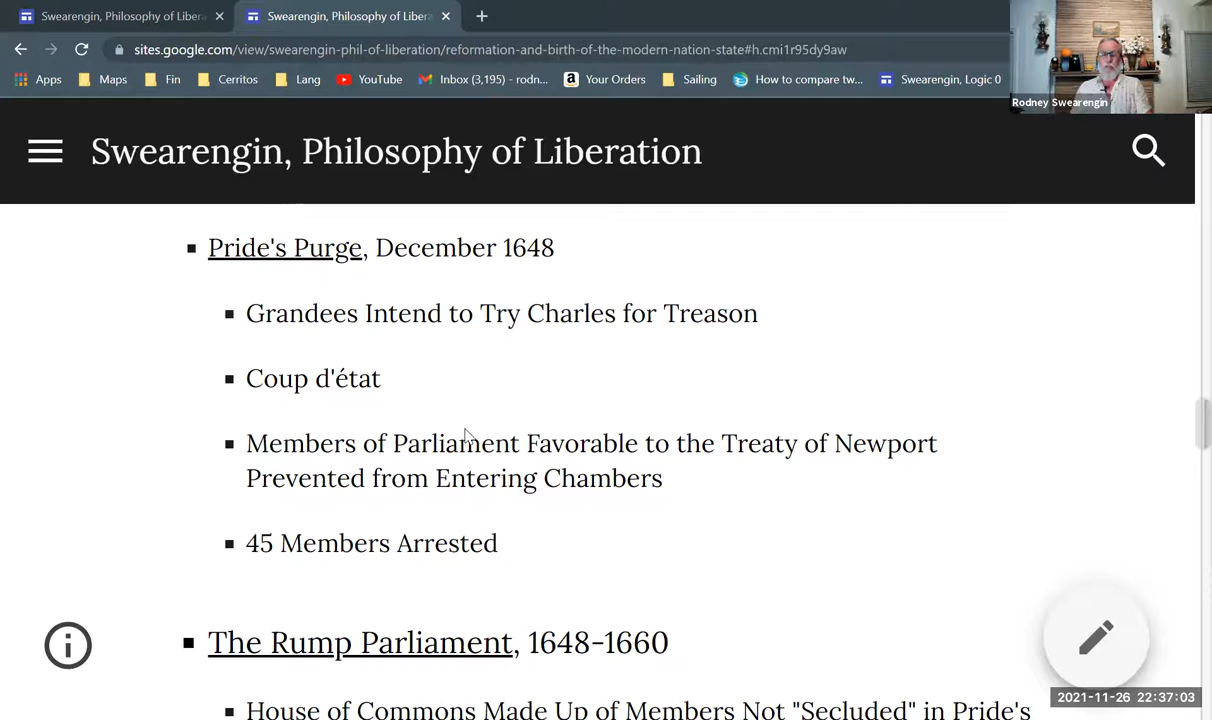 Swearengin, Philosophy of Libera
Swearengin, Philosophy of Libera
sites.google.com/view/swearengin-phil-of-liberation/reformation-and-birth-of-the-modern-nation-state#h.cmi1r95dy9aw
Apps Maps Fin Cerritos Lang YouTube Inbox (3,195) - rodn... Your Orders Sailing How to compare tw... Swearengin, Logic 0
Rodney Swearengin
Swearengin, Philosophy of Liberation
▪ Pride's Purge, December 1648
▪ Grandees Intend to Try Charles for Treason
▪ Coup d'état
▪ Members of Parliament Favorable to the Treaty of Newport
Prevented from Entering Chambers
▪ 45 Members Arrested
▪ The Rump Parliament, 1648-1660
▪ House of Commons Made Up of Members Not "Secluded" in Pride's
2021-11-26 22:37:03